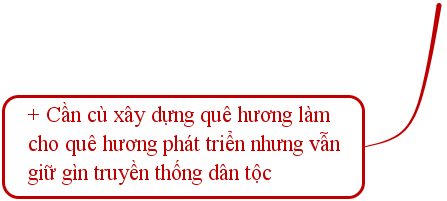 + Cần cù xây dựng quê hương làm
cho quê hương phát triển nhưng vẫn
giữ gìn truyền thống dân tộc